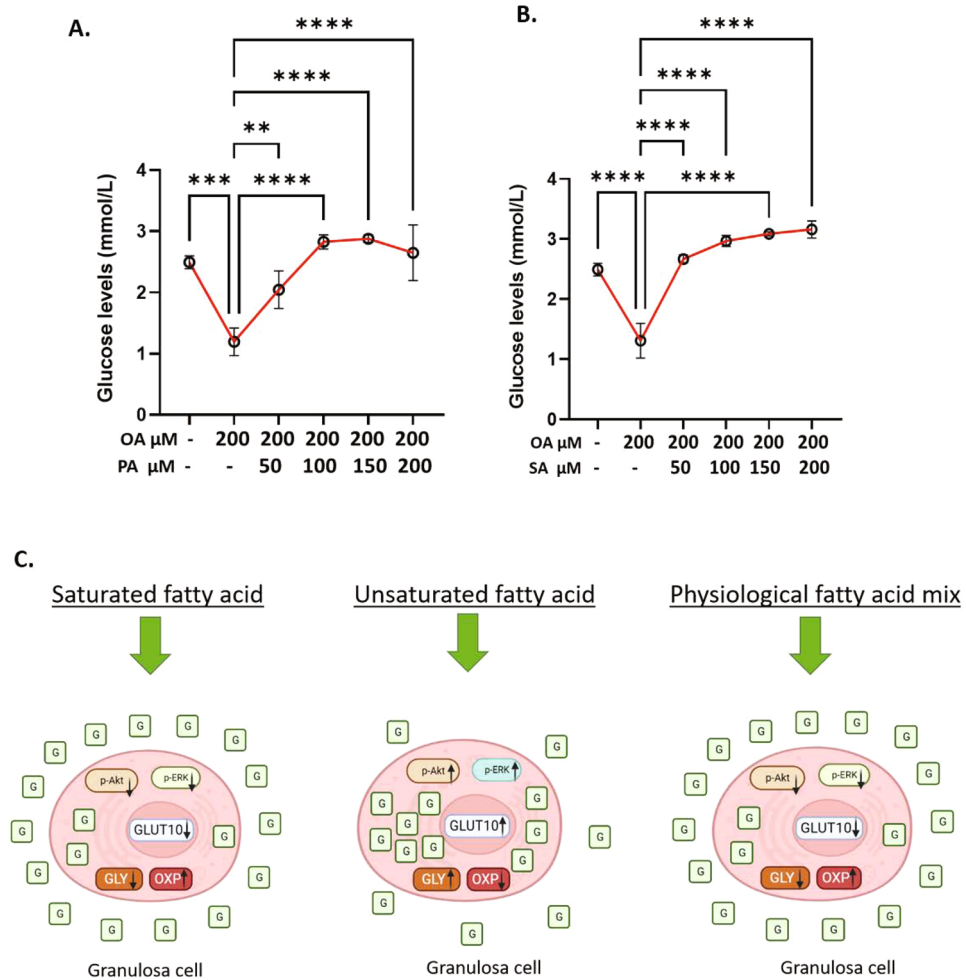 A.
****
****
**
*** ****
Glucose levels (mmol/L)
4
3
2
1
0
OA μM - 200 200 200 200 200
PA μM - - 50 100 150 200
B.
****
****
****
**** ****
Glucose levels (mmol/L)
4
3
2
1
0
OA μM - 200 200 200 200 200
SA μM - - 50 100 150 200
C.
Saturated fatty acid
G G G G G G G G G G G G G G G G G G
p-Akt p-ERK
GLUT10
GLY OXP
Granulosa cell
Unsaturated fatty acid
G G G G G G G G G G G G G G G
p-Akt p-ERK
GLUT10
GLY OXP
Granulosa cell
Physiological fatty acid mix
G G G G G G G G G G G G G G G G G G
p-Akt p-ERK
GLUT10
GLY OXP
Granulosa cell